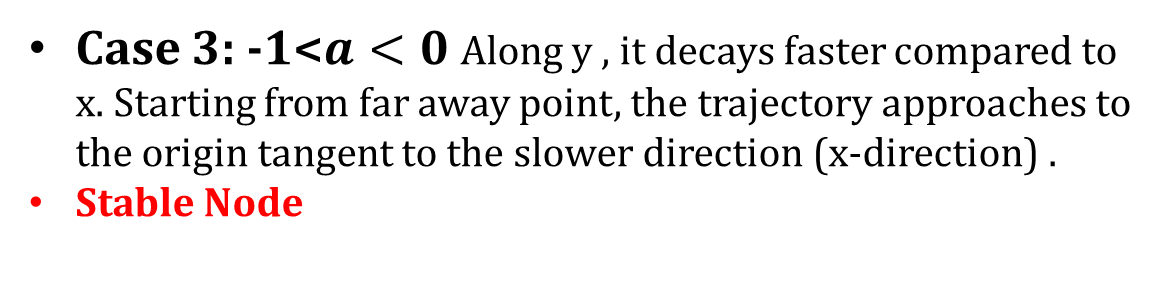 • Case 3: -1<a < 0 Along y , it decays faster compared to
x. Starting from far away point, the trajectory approaches to
the origin tangent to the slower direction (x-direction) .
• Stable Node